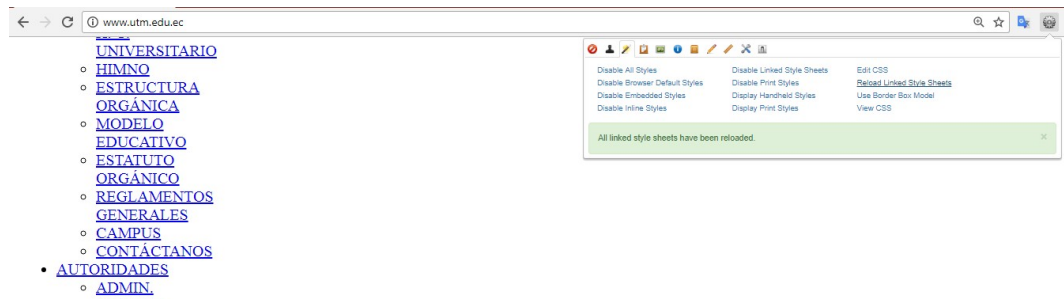 www.utm.edu.ec
UNIVERSITARIO
HIMNO
ESTRUCTURA
ORGÁNICA
MODELO
EDUCATIVO
ESTATUTO
ORGÁNICO
REGLAMENTOS
GENERALES
CAMPUS
CONTÁCTANOS
AUTORIDADES
ADMIN.
Disable All Styles Disable Linked Style Sheets Edit CSS
Disable Browser Default Styles Disable Print Styles Reload Linked Style Sheets
Disable Embedded Styles Display Handheld Styles Use Border Box Model
Disable Inline Styles Display Print Styles View CSS
All linked style sheets have been reloaded.